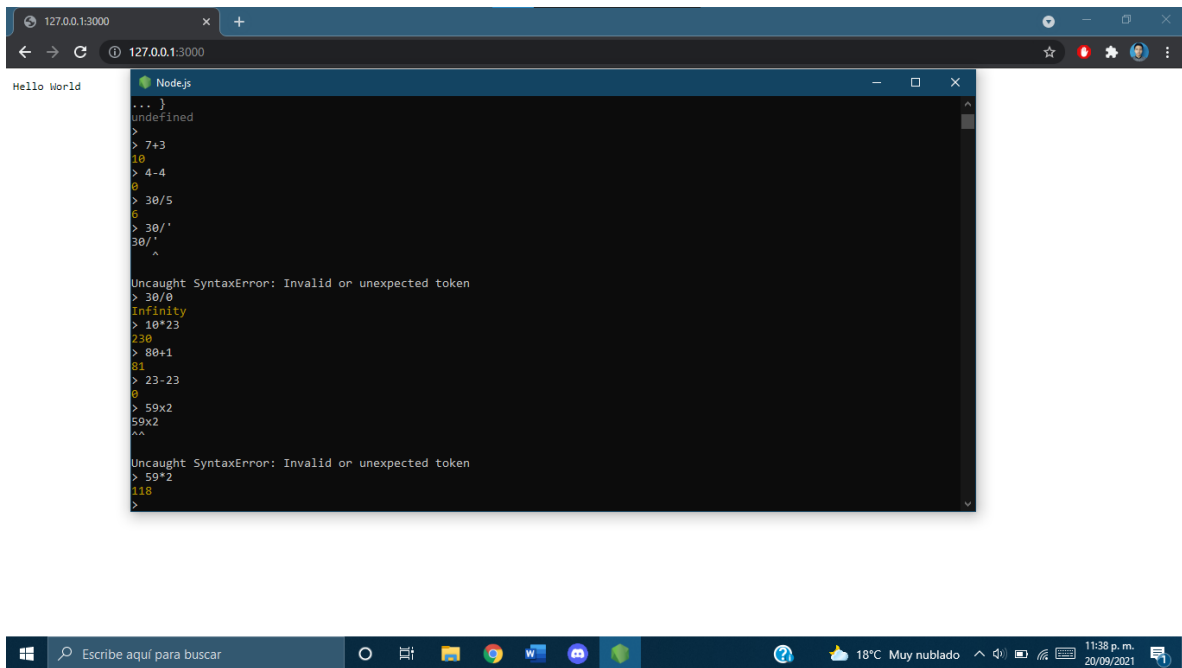 127.0.0.1:3000
127.0.0.1:3000
Hello World
Node.js
... }
undefined
>
> 7+3
10
> 4-4
0
> 30/5
6
> 30/'
30/'
^
Uncaught SyntaxError: Invalid or unexpected token
> 30/0
Infinity
> 10*23
230
> 80+1
81
> 23-23
0
> 59x2
59x2
^^
Uncaught SyntaxError: Invalid or unexpected token
> 59*2
118
>
Escribe aquí para buscar
18°C Muy nublado
11:38 p. m.
20/09/2021